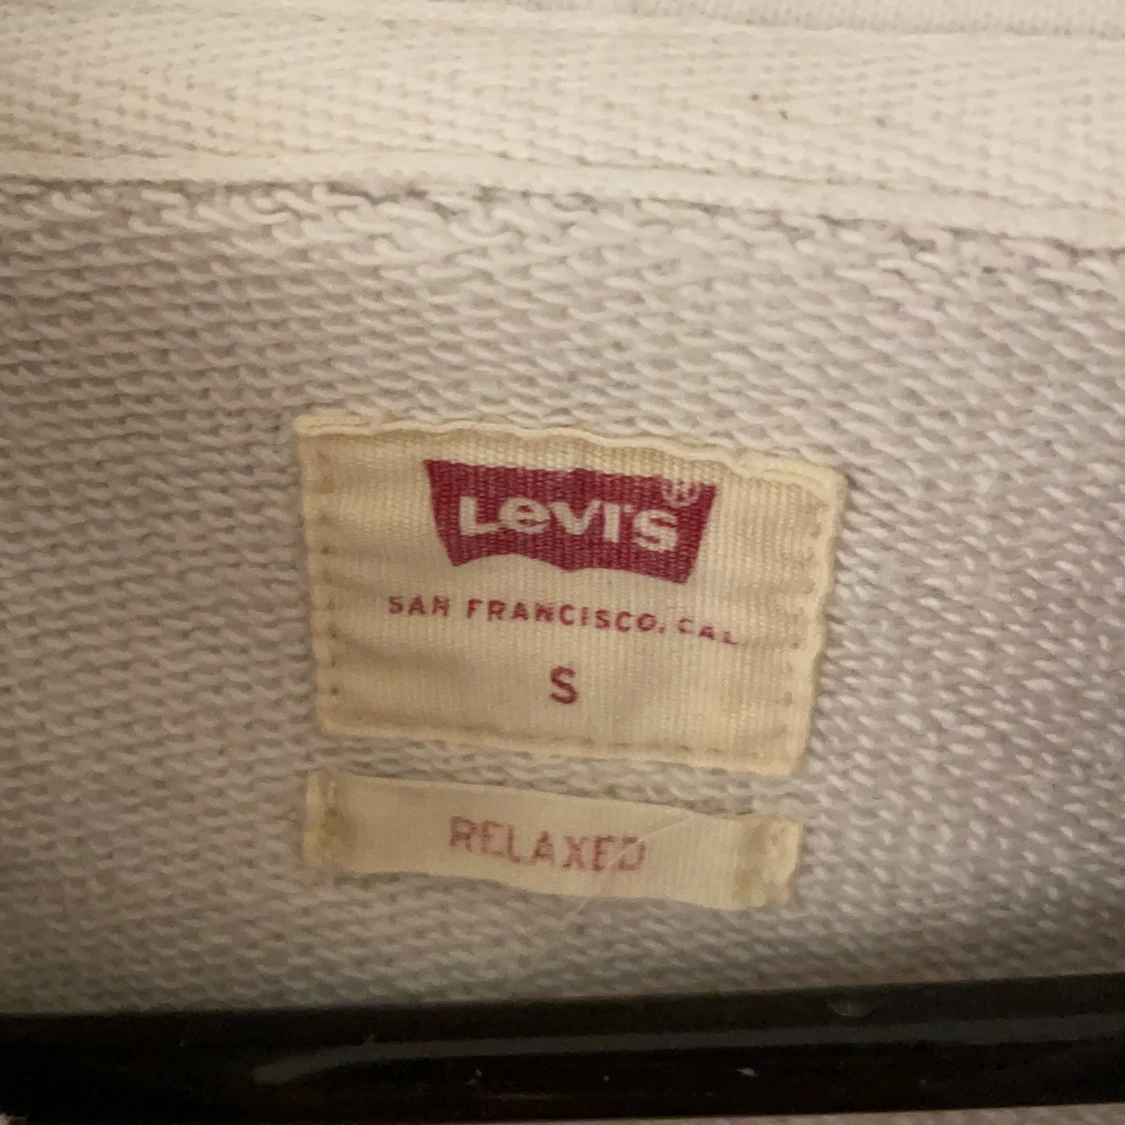 Levi's®
SAN FRANCISCO, CAL
S
RELAXED